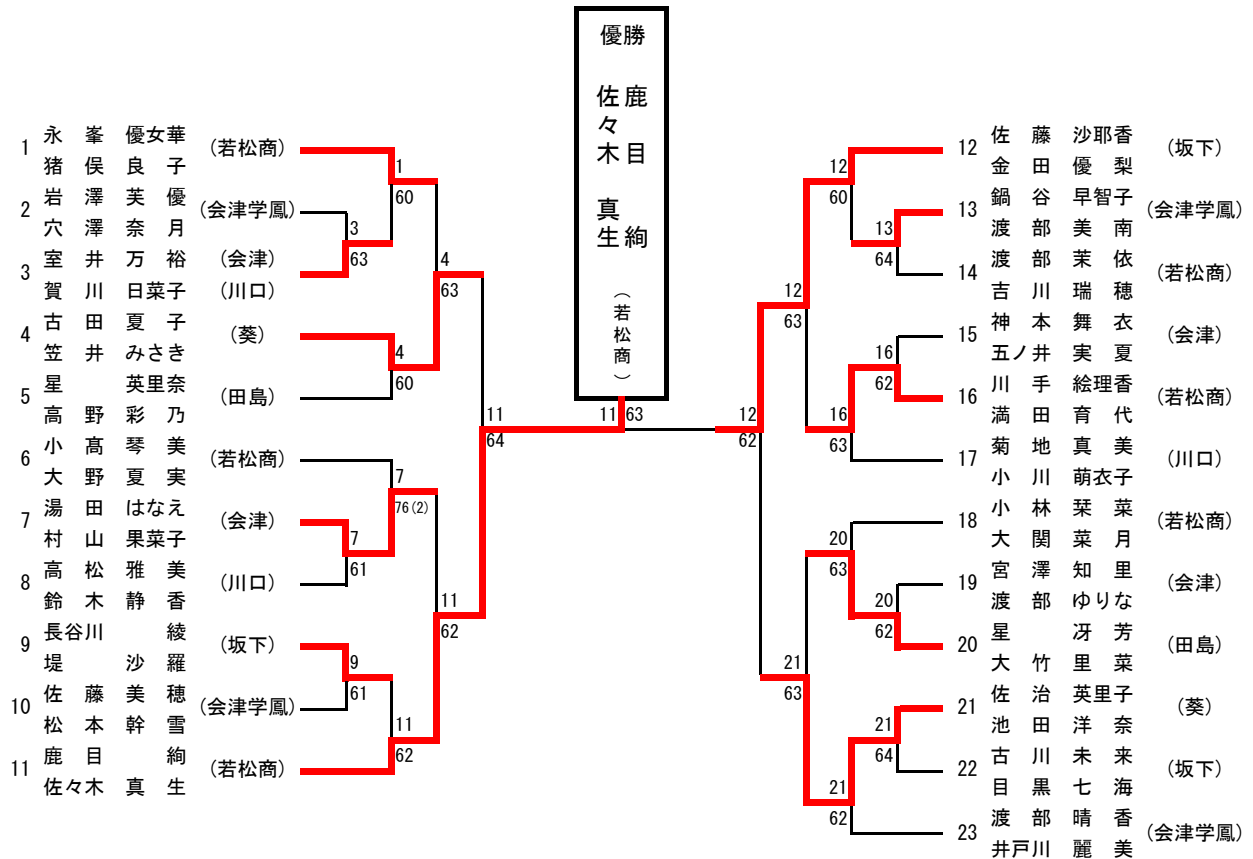 優勝
鹿目 絢
佐々木 真生
(若松商)
1 永峯 優女華 (若松商)
猪俣良子
2 岩澤芙優 (会津学鳳)
穴澤奈月
3 室井万裕 (会津)
賀川日菜子 (川口)
4 古田夏子 (葵)
笠井みさき
5 星 英里奈 (田島)
高野彩乃
6 小髙琴美 (若松商)
大野夏実
7 湯田はなえ (会津)
村山果菜子
8 高松雅美 (川口)
鈴木静香
9 長谷川 綾 (坂下)
堤 沙羅
10 佐藤美穂 (会津学鳳)
松本幹雪
11 鹿目 絢 (若松商)
佐々木 真生
1
60
3
63
4
63
4
60
11
64
7
76(2)
7
61
11
62
9
61
11
62
11 63
12
62
12
60
13
64
12
63
16
62
16
63
20
63
20
62
21
63
21
64
21
62
12 佐藤 沙耶香 (坂下)
金田優梨
13 鍋谷 早智子 (会津学鳳)
渡部美南
14 渡部茉依 (若松商)
吉川瑞穂
15 神本舞衣 (会津)
五ノ井 実夏
16 川手 絵理香 (若松商)
満田育代
17 菊地真美 (川口)
小川 萌衣子
18 小林栞菜 (若松商)
大関菜月
19 宮澤知里 (会津)
渡部ゆりな
20 星 冴芳 (田島)
大竹里菜
21 佐治 英里子 (葵)
池田洋奈
22 古川未来 (坂下)
目黒七海
23 渡部晴香 (会津学鳳)
井戸川 麗美